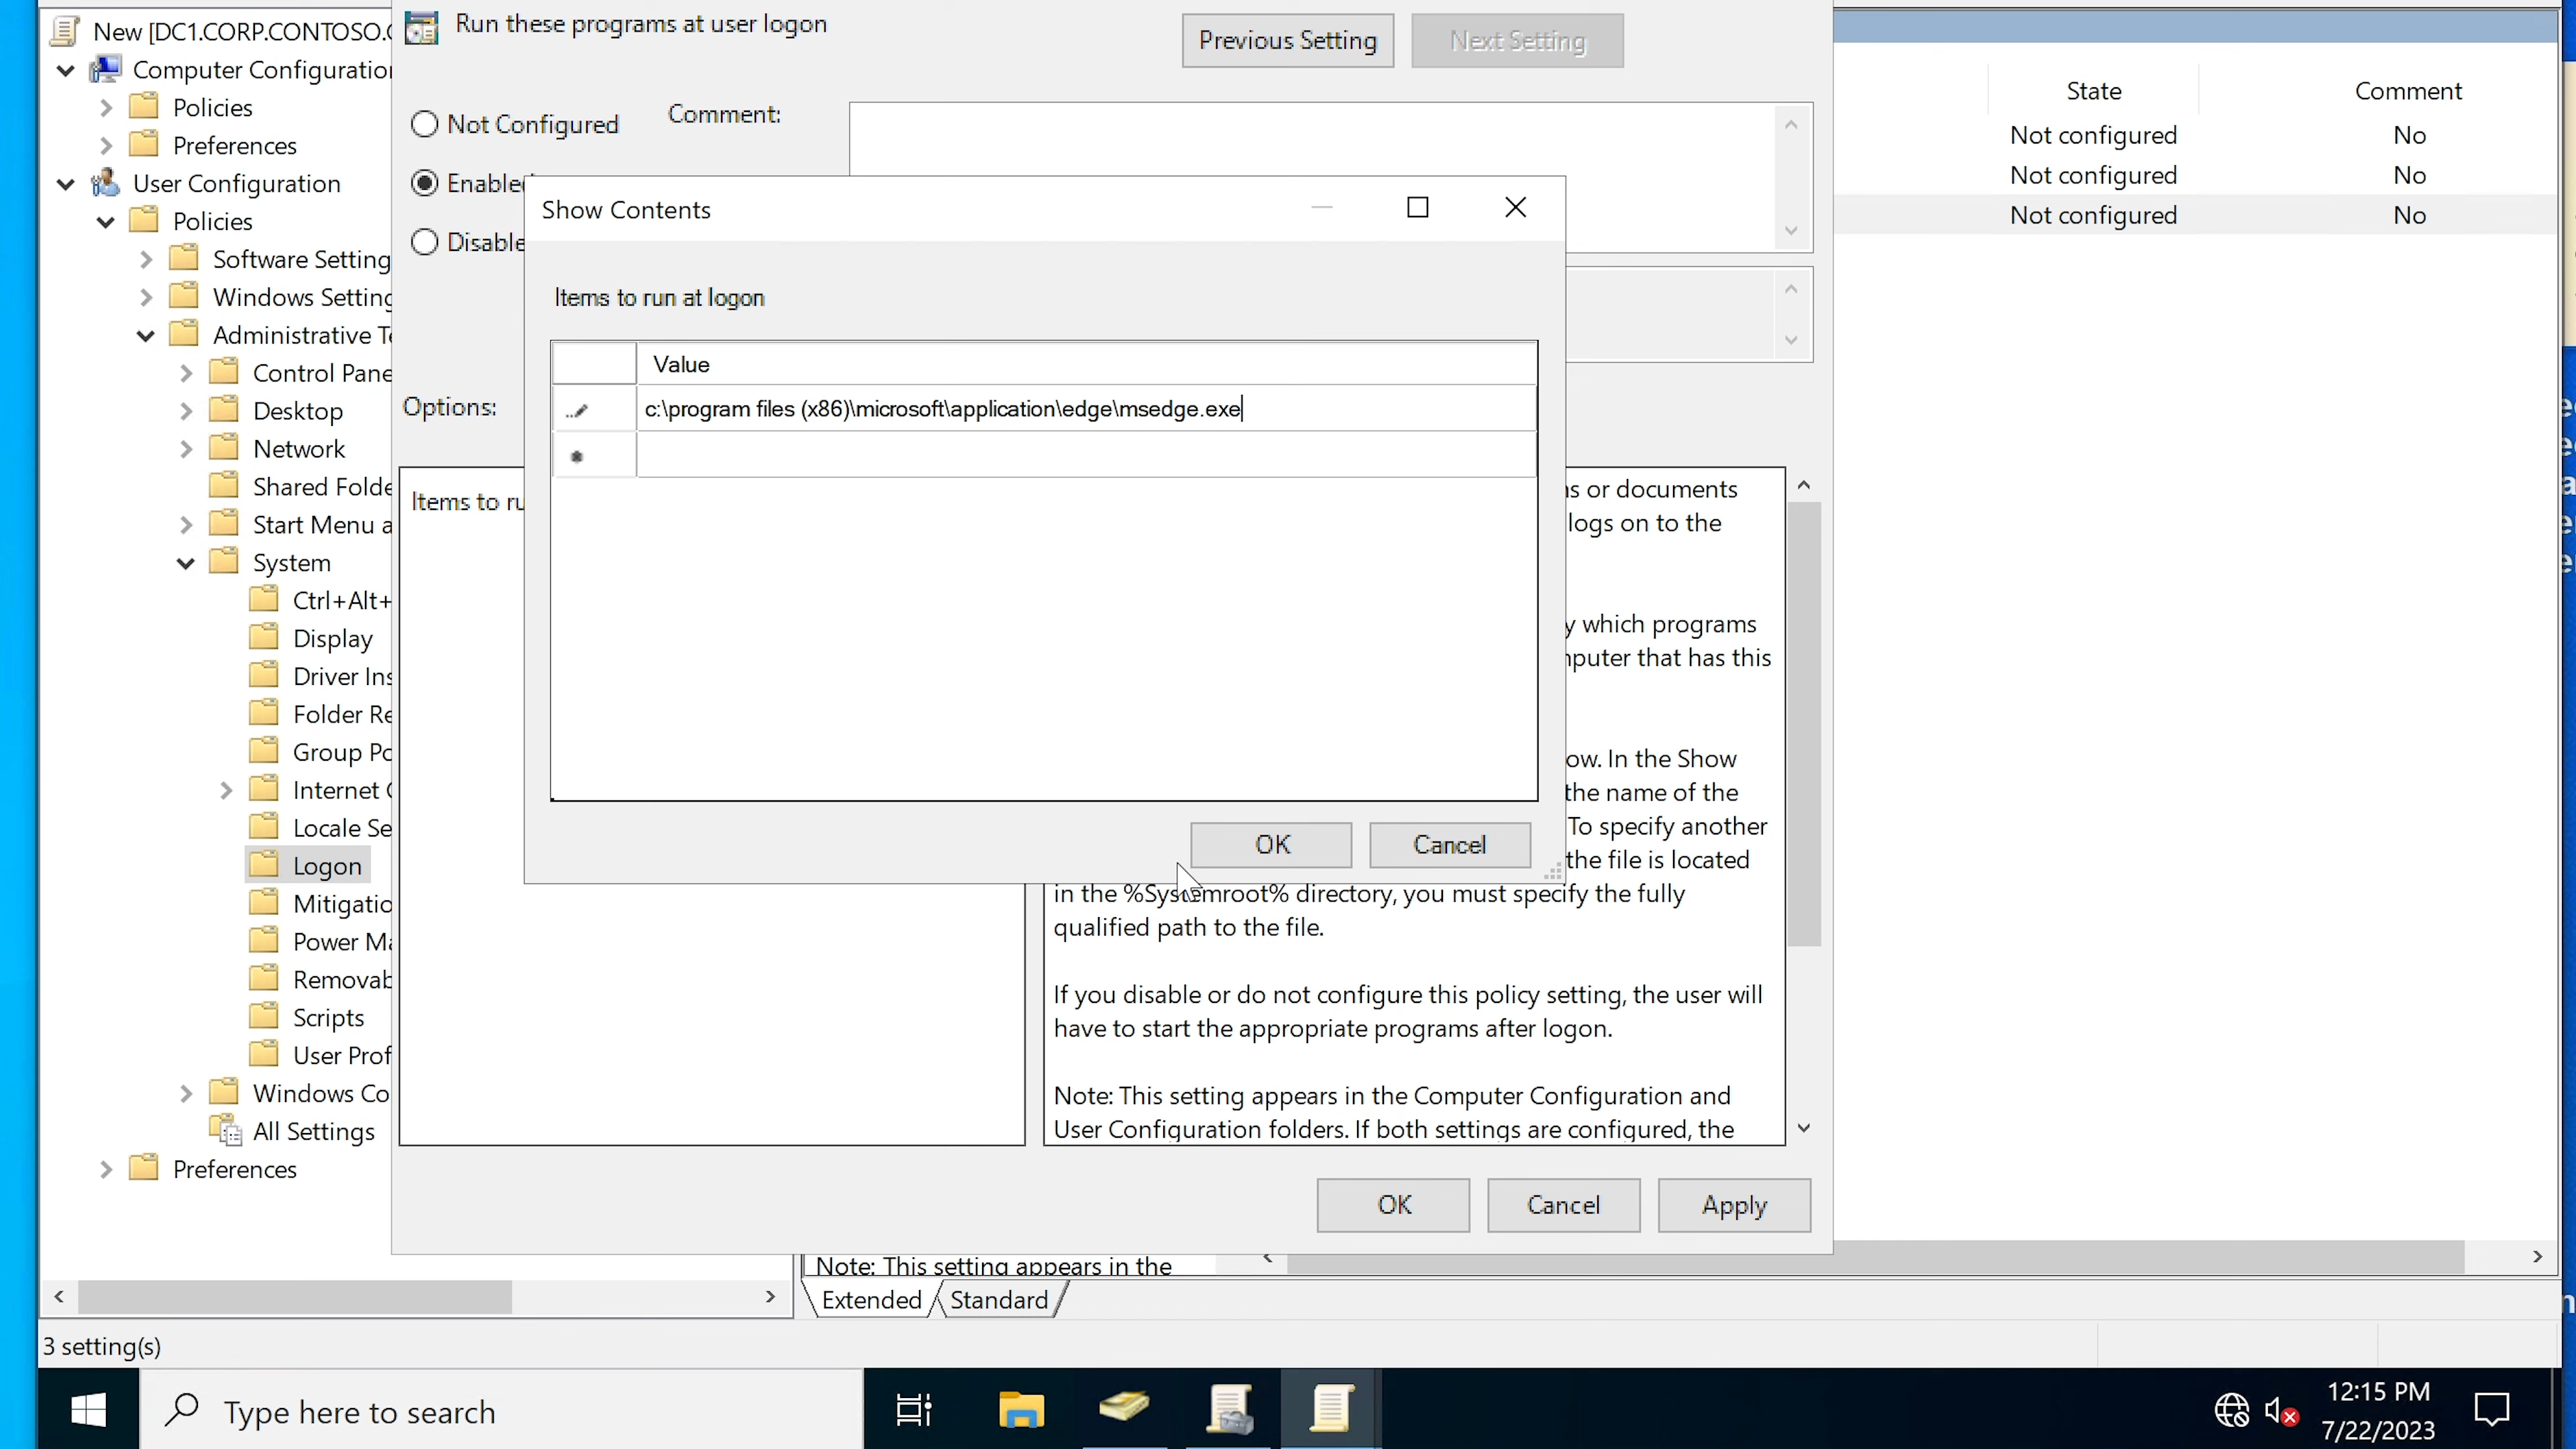 New [DC1.CORP.CONTOSO.
Computer Configuration
Policies
Preferences
User Configuration
Policies
Software Setting
Windows Setting
Administrative Te
Control Pane
Desktop
Network
Shared Folde
Start Menu a
System
Ctrl+Alt+
Display
Driver Ins
Folder Re
Group Po
Internet C
Locale Se
Logon
Mitigatio
Power Ma
Removab
Scripts
User Prof
Windows Co
All Settings
Preferences
Run these programs at user logon
Previous Setting
Next Setting
Not Configured
Comment:
Enabled
Disable
Options:
Items to ru
Show Contents
Items to run at logon
Value
c:\program files (x86)\microsoft\application\edge\msedge.exe
OK
Cancel
s or documents
logs on to the
y which programs
mputer that has this
ow. In the Show
the name of the
To specify another
the file is located
in the %Systemroot% directory, you must specify the fully
qualified path to the file.
If you disable or do not configure this policy setting, the user will
have to start the appropriate programs after logon.
Note: This setting appears in the Computer Configuration and
User Configuration folders. If both settings are configured, the
OK
Cancel
Apply
State
Comment
Not configured
No
Not configured
No
Not configured
No
Note: This setting appears in the
Extended
Standard
3 setting(s)
Type here to search
12:15 PM
7/22/2023